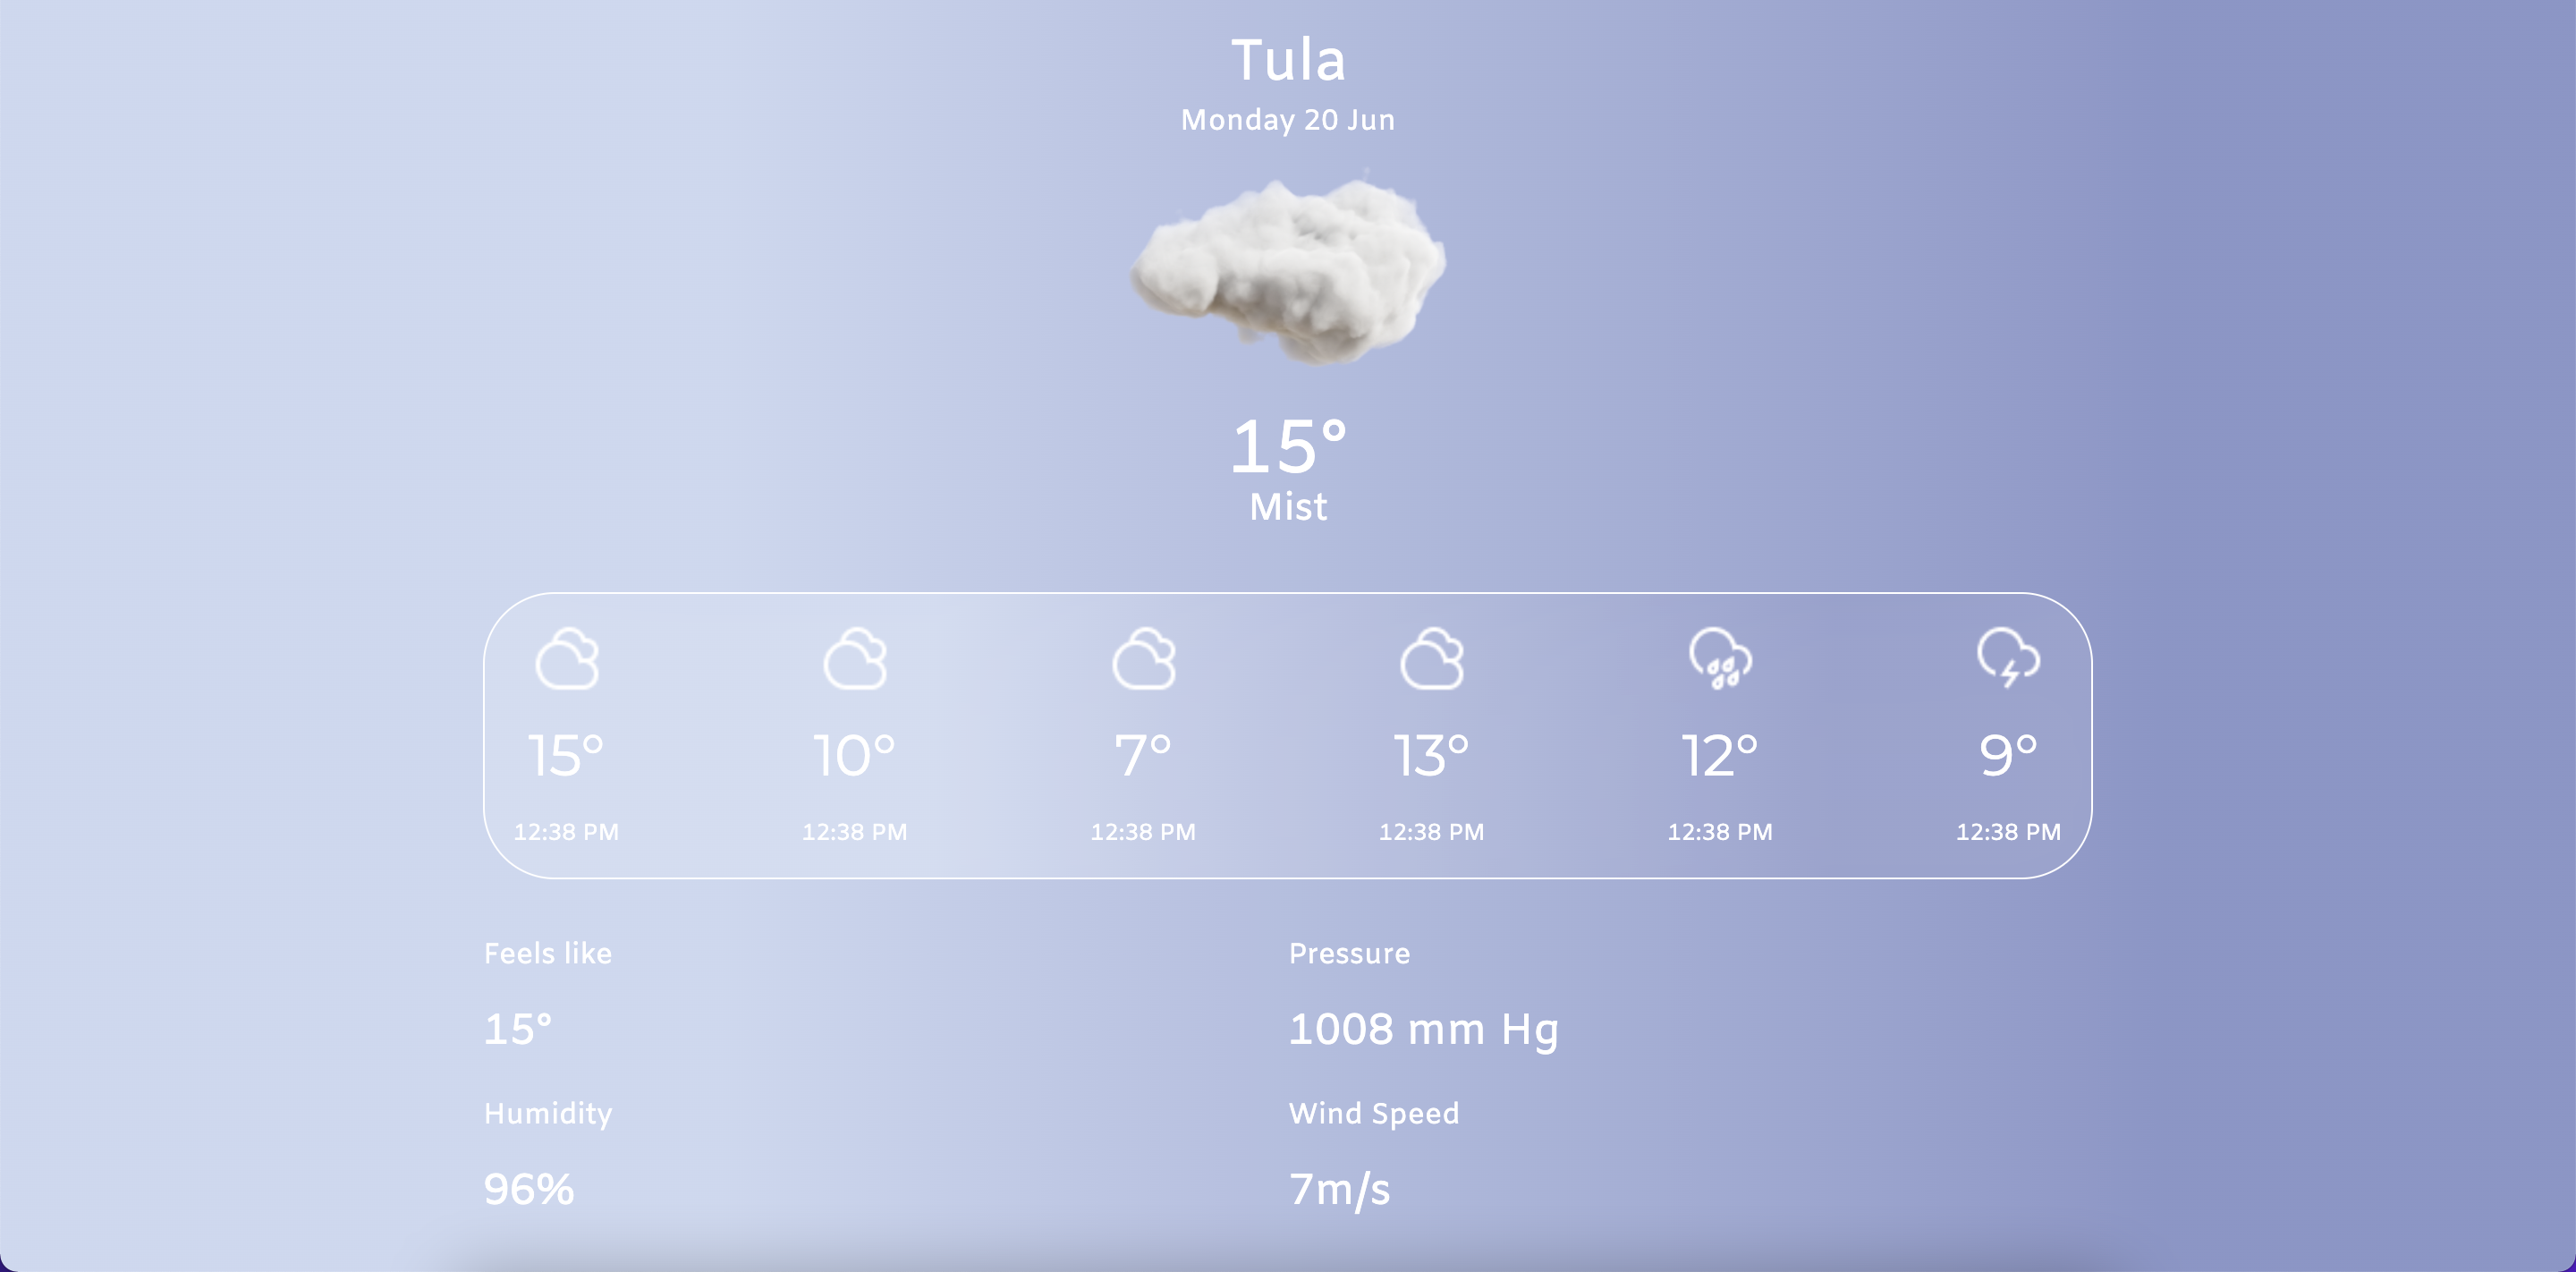 Tula
Monday 20 Jun
15°
Mist
15° 10° 7° 13° 12° 9°
12:38 PM 12:38 PM 12:38 PM 12:38 PM 12:38 PM 12:38 PM
Feels like Pressure
15° 1008 mm Hg
Humidity Wind Speed
96% 7m/s